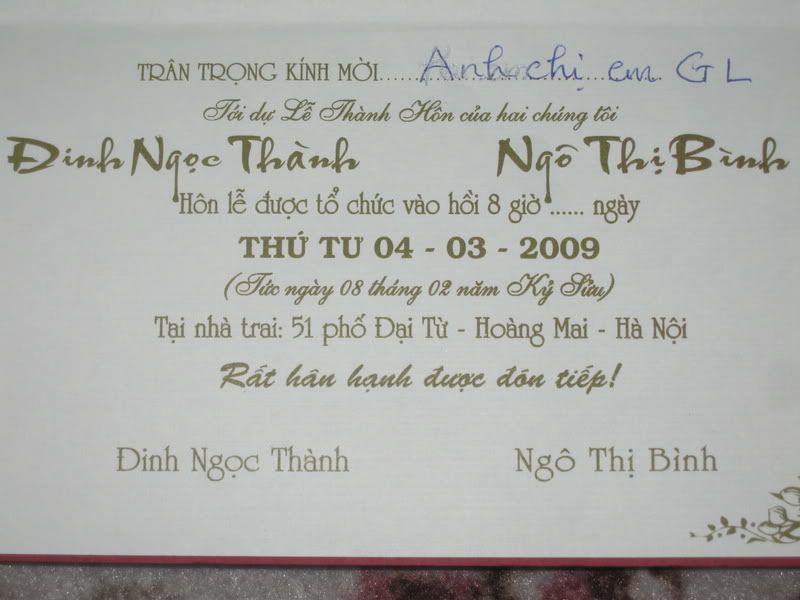 TRÂN TRỌNG KÍNH MỜI.......Anh chị em GL
Tới dự Lễ Thành Hôn của hai chúng tôi
Đinh Ngọc Thành Ngô Thị Bình
Hôn lễ được tổ chức vào hồi 8 giờ ...... ngày
THỨ TƯ 04 - 03 - 2009
(Tức ngày 08 tháng 02 năm Kỷ Sửu)
Tại nhà trai: 51 phố Đại Từ - Hoàng Mai - Hà Nội
Rất hân hạnh được đón tiếp!
Đinh Ngọc Thành Ngô Thị Bình